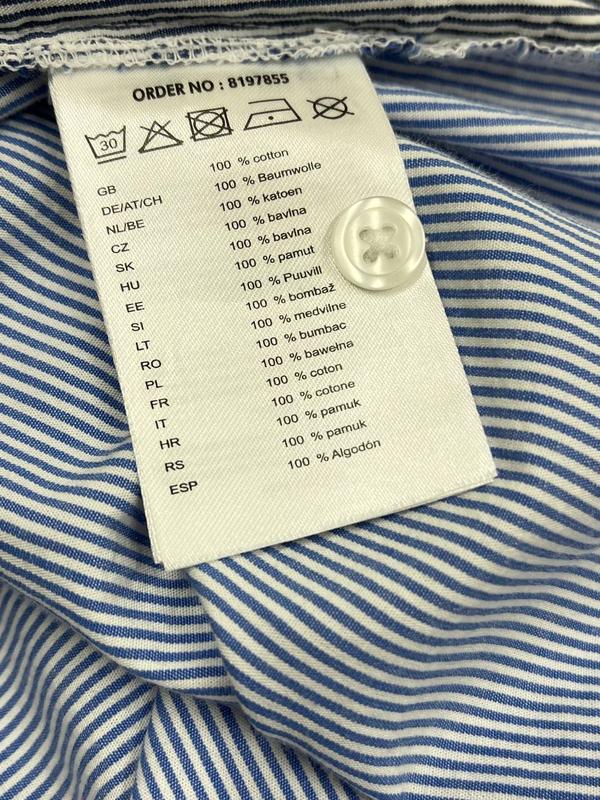 ORDER NO : 8197855
30
GB 100 % cotton
DE/AT/CH 100 % Baumwolle
NL/BE 100 % katoen
CZ 100 % bavlna
SK 100 % bavlna
HU 100 % pamut
EE 100 % Puuvill
SI 100 % bombaž
LT 100 % medvilne
RO 100 % bumbac
PL 100 % bawełna
FR 100 % coton
IT 100 % cotone
HR 100 % pamuk
RS 100 % pamuk
ESP 100 % Algodón